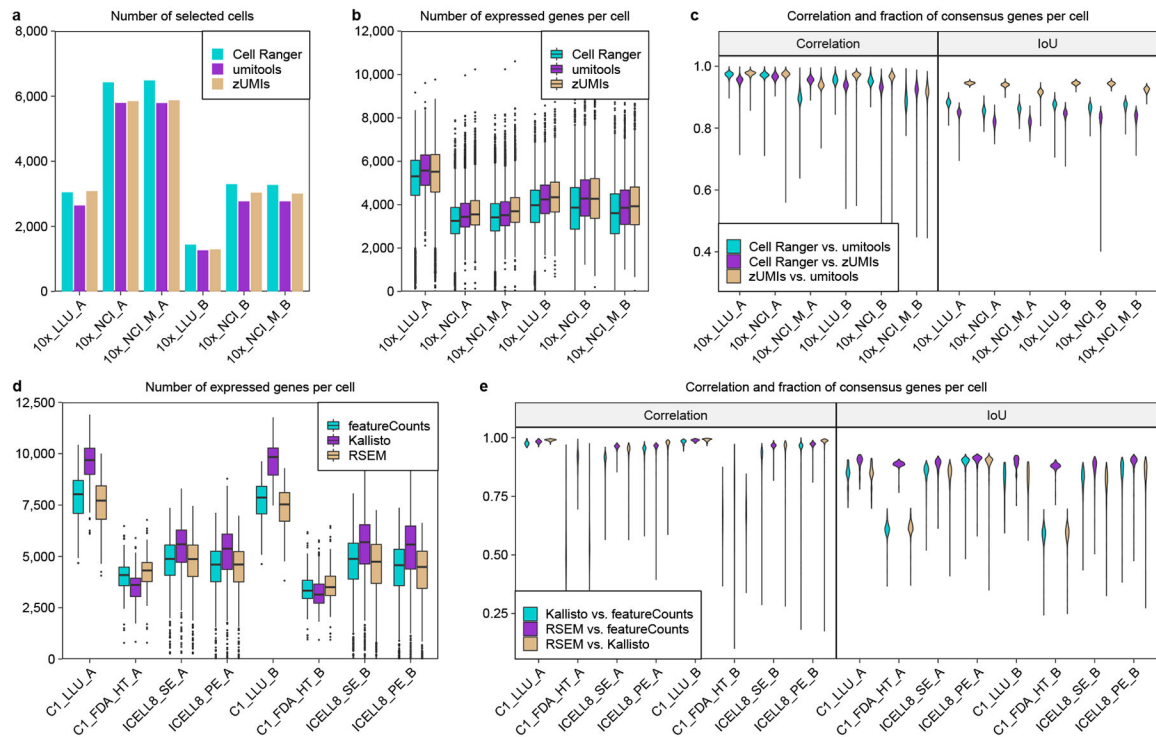 a
Number of selected cells
8,000
6,000
4,000
2,000
0
Cell Ranger
umitools
zUMIs
10x_LLU_A
10x_NCI_A
10x_NCI_M_A
10x_LLU_B
10x_NCI_B
10x_NCI_M_B
b
Number of expressed genes per cell
12,000
10,000
8,000
6,000
4,000
2,000
0
Cell Ranger
umitools
zUMIs
10x_LLU_A
10x_NCI_A
10x_NCI_M_A
10x_LLU_B
10x_NCI_B
10x_NCI_M_B
c
Correlation and fraction of consensus genes per cell
Correlation
IoU
1.0
0.8
0.6
0.4
Cell Ranger vs. umitools
Cell Ranger vs. zUMIs
zUMIs vs. umitools
10x_LLU_A
10x_NCI_A
10x_NCI_M_A
10x_LLU_B
10x_NCI_B
10x_NCI_M_B
10x_LLU_A
10x_NCI_A
10x_NCI_M_A
10x_LLU_B
10x_NCI_B
10x_NCI_M_B
d
Number of expressed genes per cell
12,500
10,000
7,500
5,000
2,500
0
featureCounts
Kallisto
RSEM
C1_LLU_A
C1_FDA_HT_A
ICELL8_SE_A
ICELL8_PE_A
C1_LLU_B
C1_FDA_HT_B
ICELL8_SE_B
ICELL8_PE_B
e
Correlation and fraction of consensus genes per cell
Correlation
IoU
1.00
0.75
0.50
0.25
Kallisto vs. featureCounts
RSEM vs. featureCounts
RSEM vs. Kallisto
C1_LLU_A
C1_FDA_HT_A
ICELL8_SE_A
ICELL8_PE_A
C1_LLU_B
C1_FDA_HT_B
ICELL8_SE_B
ICELL8_PE_B
C1_LLU_A
C1_FDA_HT_A
ICELL8_SE_A
ICELL8_PE_A
C1_LLU_B
C1_FDA_HT_B
ICELL8_SE_B
ICELL8_PE_B